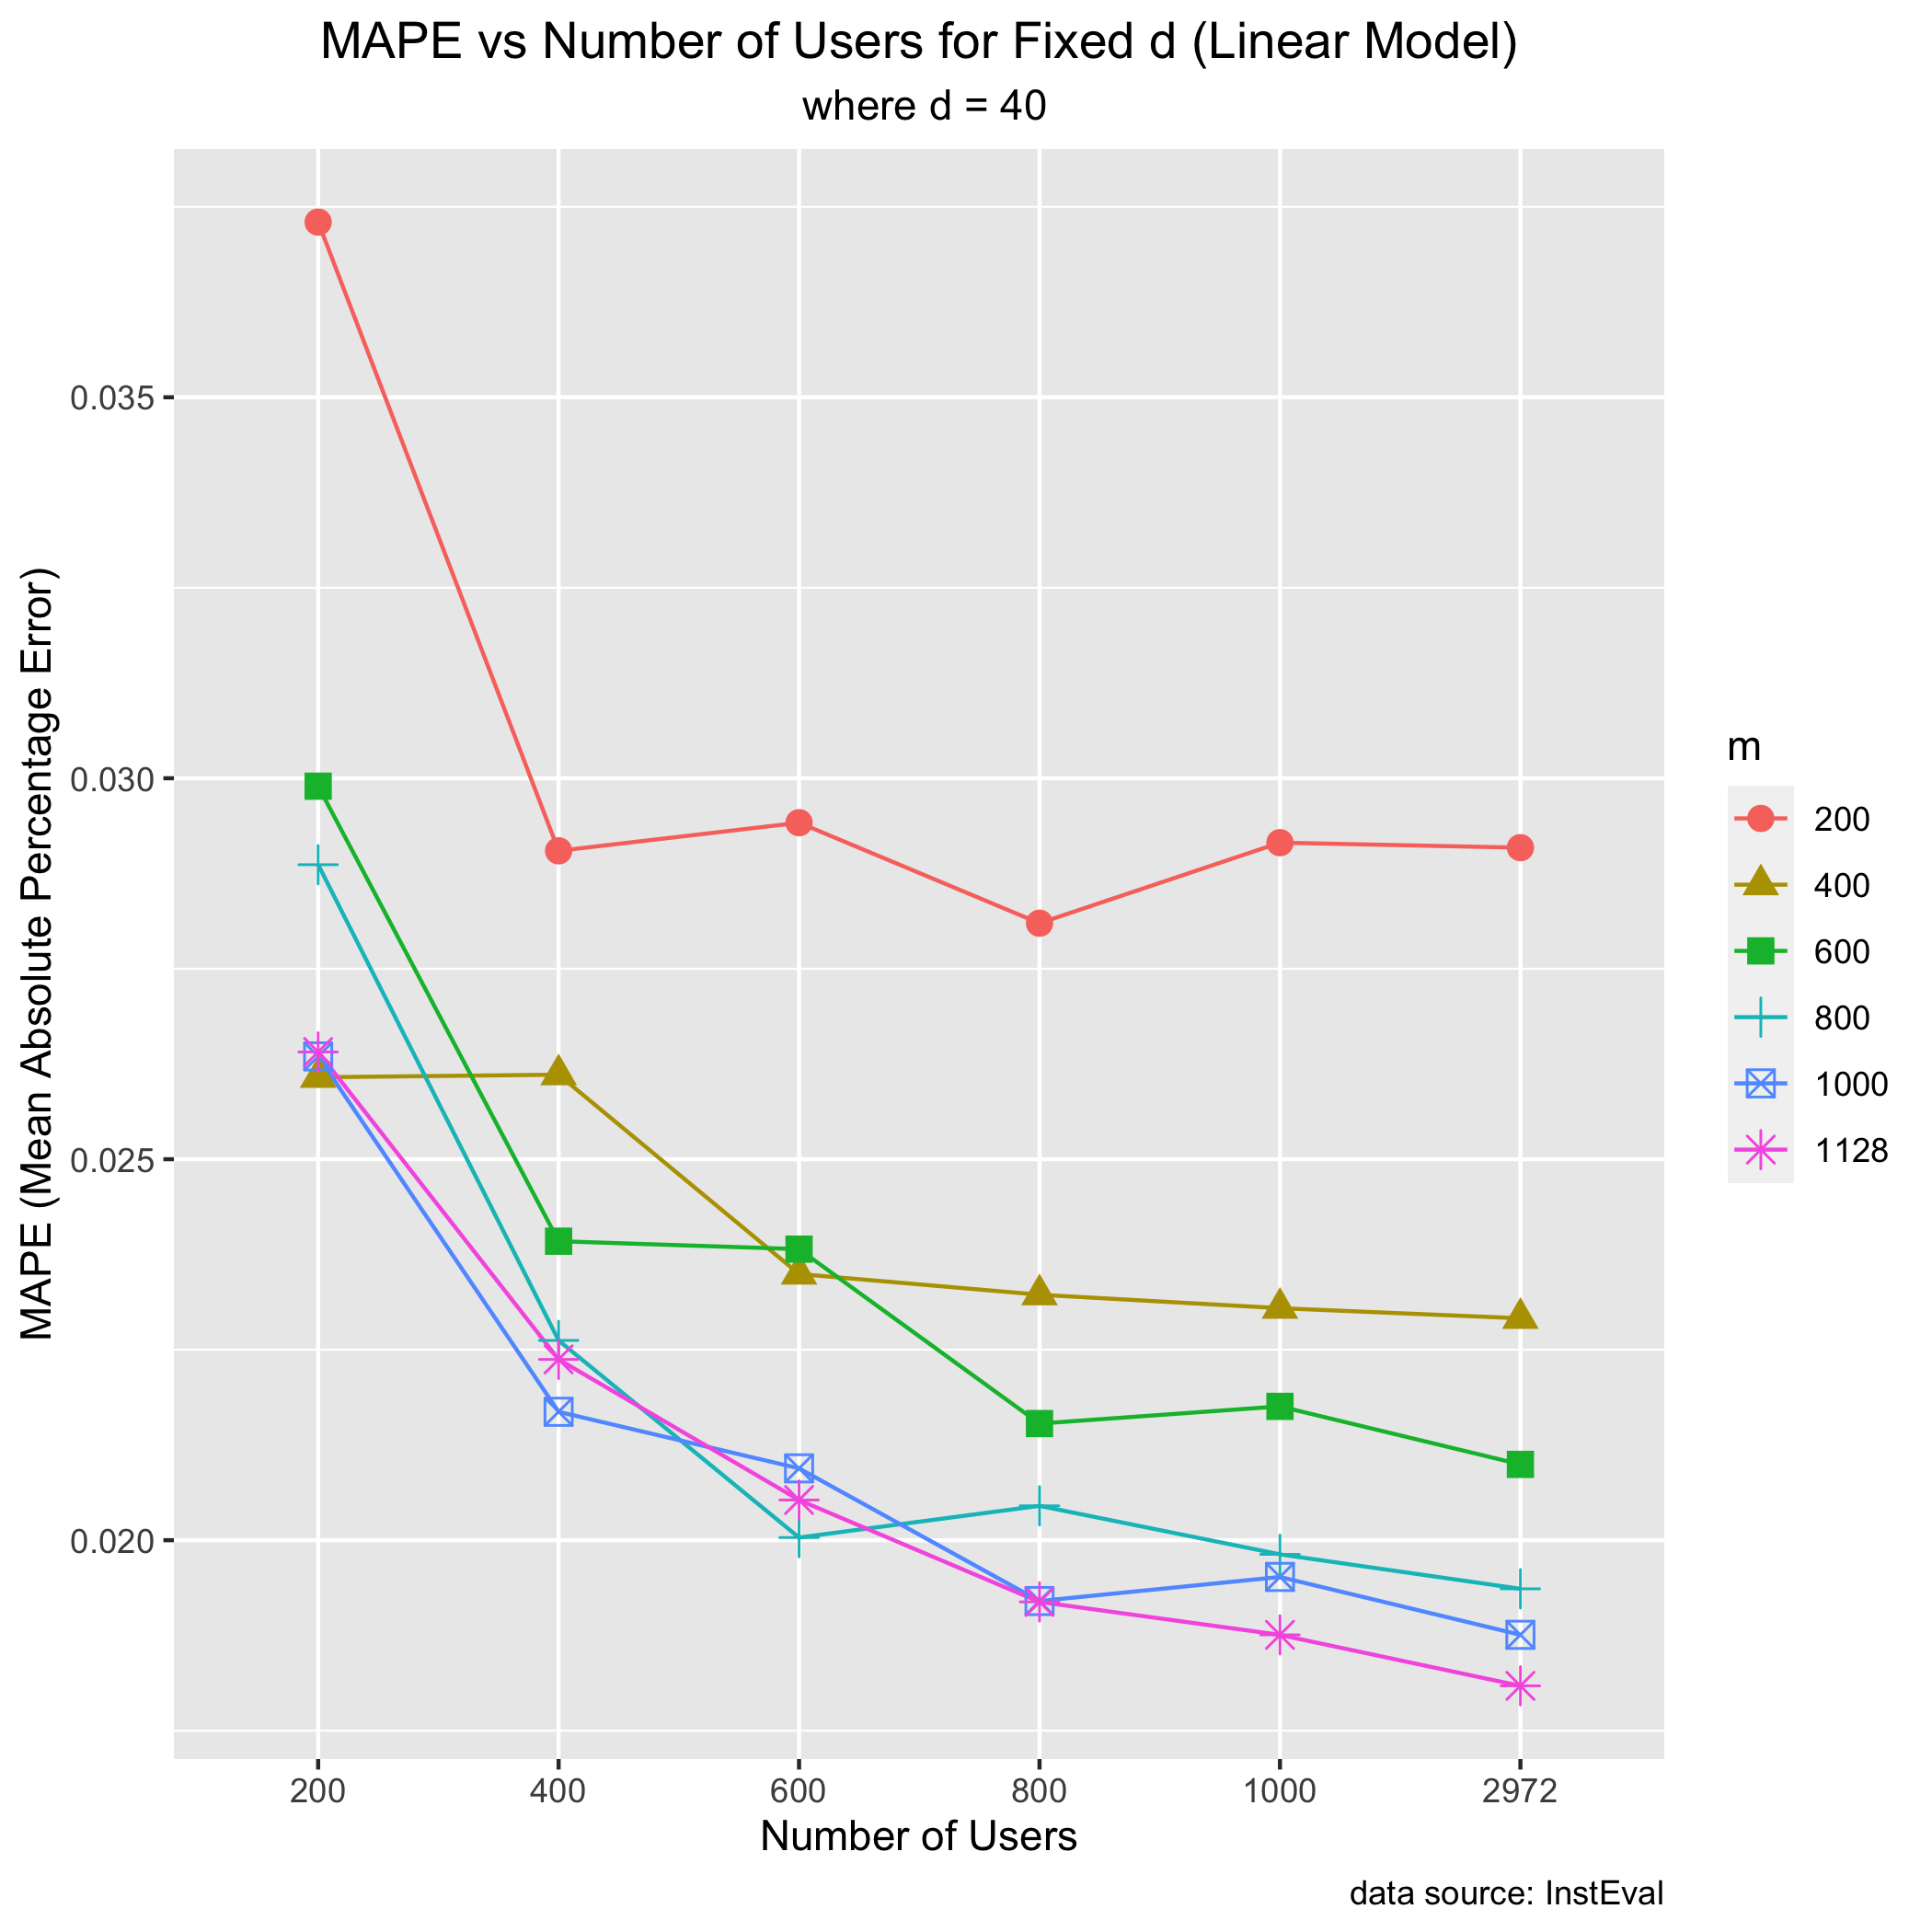 MAPE vs Number of Users for Fixed d (Linear Model)
where d = 40
MAPE (Mean Absolute Percentage Error)
0.035
0.030
0.025
0.020
200
400
600
800
1000
2972
Number of Users
m
200
400
600
800
1000
1128
data source: InstEval